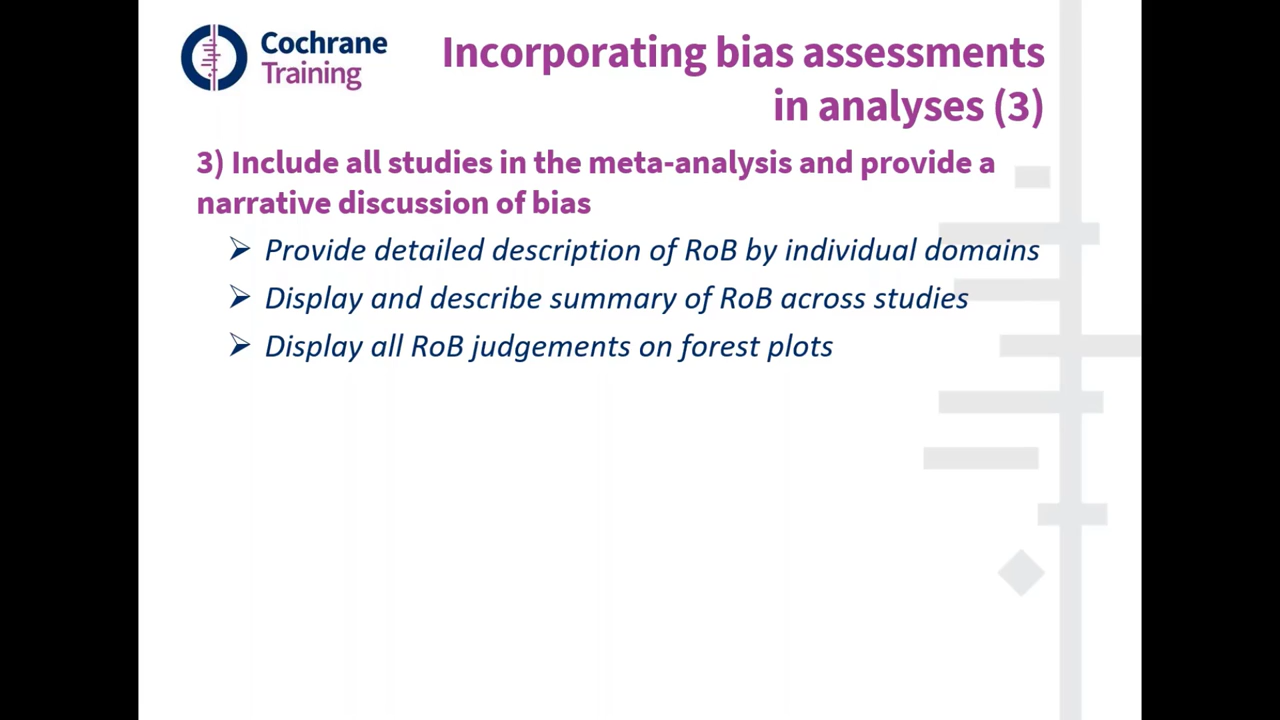 Cochrane
Training
Incorporating bias assessments
in analyses (3)
3) Include all studies in the meta-analysis and provide a
narrative discussion of bias
➢ Provide detailed description of RoB by individual domains
➢ Display and describe summary of RoB across studies
➢ Display all RoB judgements on forest plots